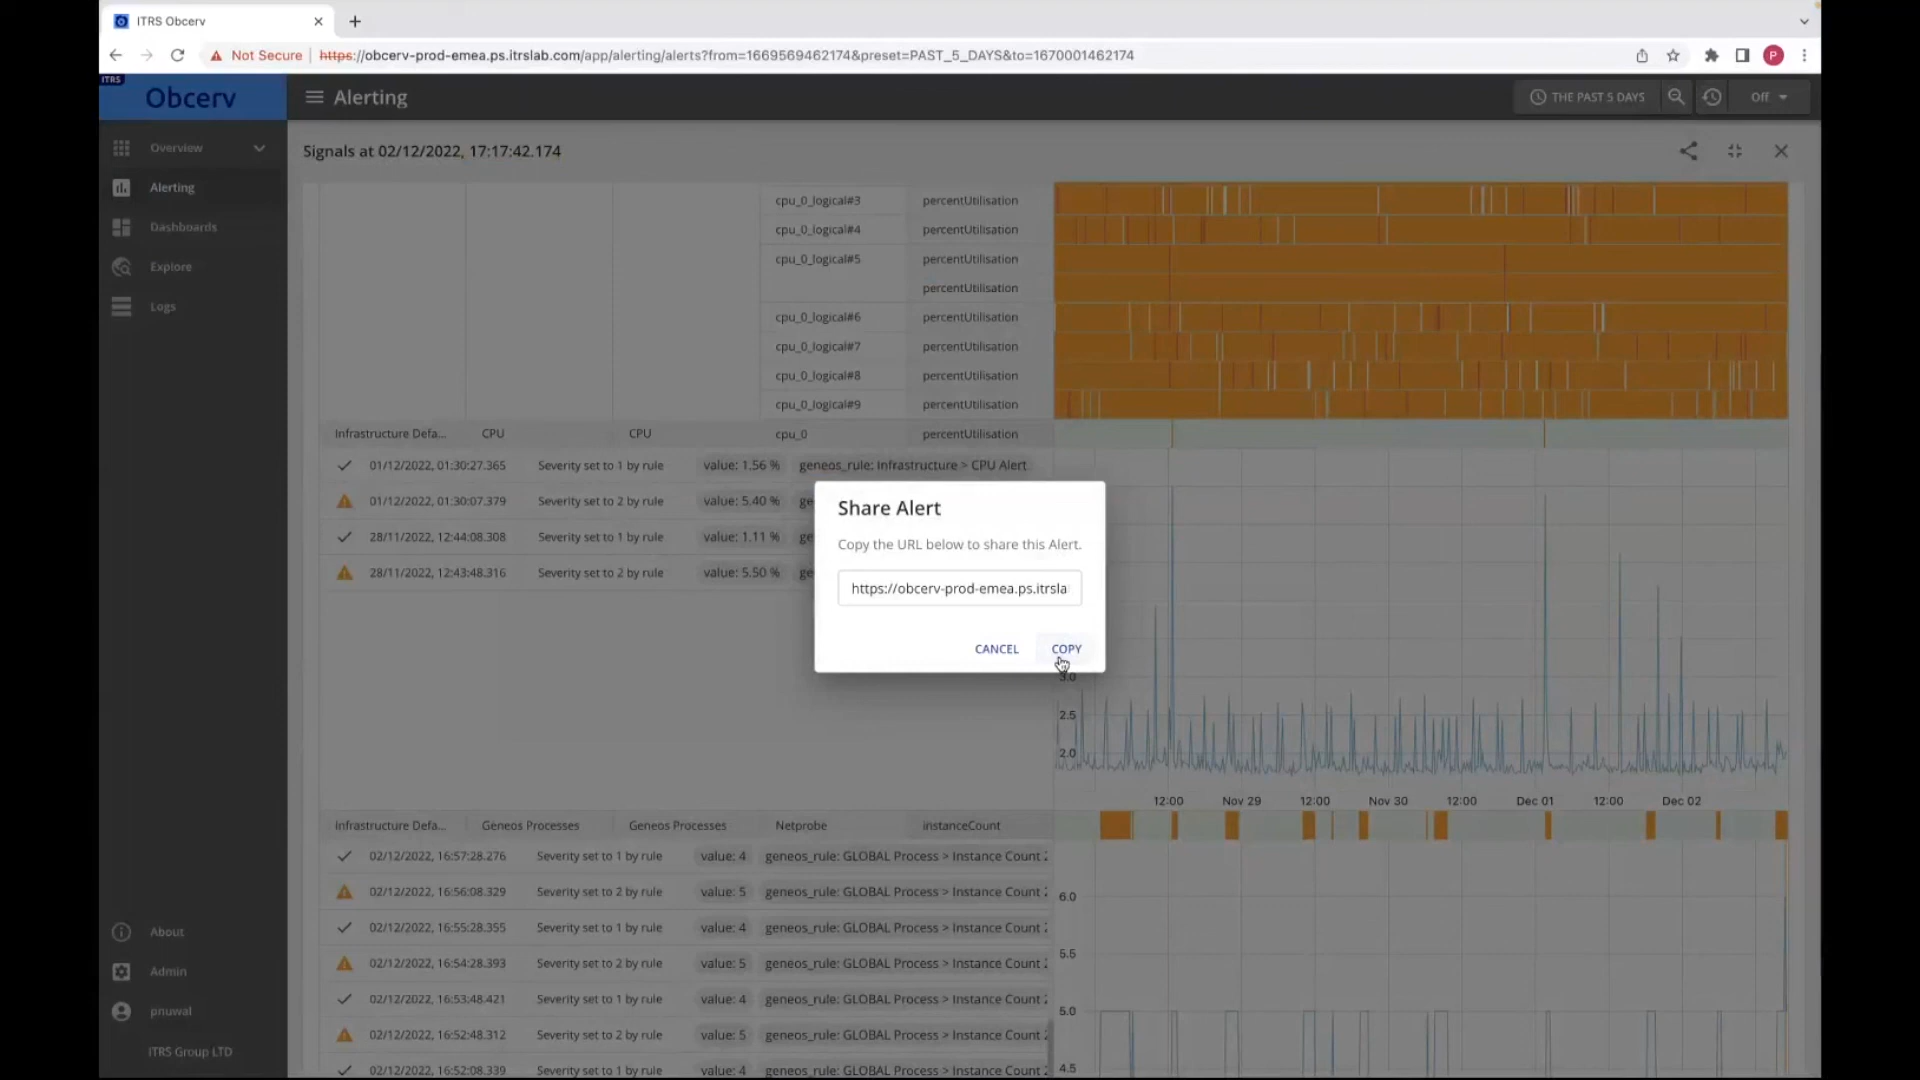 ITRS Obcerv
Not Secure https://obcerv-prod-emea.ps.itrslab.com/app/alerting/alerts?from=1669569462174&preset=PAST_5_DAYS&to=1670001462174
ITRS
Obcerv
Alerting
THE PAST 5 DAYS
Off
Overview
Alerting
Dashboards
Explore
Logs
Signals at 02/12/2022, 17:17:42.174
cpu_0_logical#3 percentUtilisation
cpu_0_logical#4 percentUtilisation
cpu_0_logical#5 percentUtilisation
percentUtilisation
cpu_0_logical#6 percentUtilisation
cpu_0_logical#7 percentUtilisation
cpu_0_logical#8 percentUtilisation
cpu_0_logical#9 percentUtilisation
Infrastructure Defa... CPU CPU cpu_0 percentUtilisation
01/12/2022, 01:30:27.365 Severity set to 1 by rule value: 1.56 % geneos_rule: Infrastructure > CPU Alert
01/12/2022, 01:30:07.379 Severity set to 2 by rule value: 5.40 % ge
28/11/2022, 12:44:08.308 Severity set to 1 by rule value: 1.11 % ge
28/11/2022, 12:43:48.316 Severity set to 2 by rule value: 5.50 % ge
Share Alert
Copy the URL below to share this Alert.
https://obcerv-prod-emea.ps.itrsla
CANCEL COPY
3.0
2.5
2.0
12:00 Nov 29 12:00 Nov 30 12:00 Dec 01 12:00 Dec 02
Infrastructure Defa... Geneos Processes Geneos Processes Netprobe instanceCount
02/12/2022, 16:57:28.276 Severity set to 1 by rule value: 4 geneos_rule: GLOBAL Process > Instance Count
02/12/2022, 16:56:08.329 Severity set to 2 by rule value: 5 geneos_rule: GLOBAL Process > Instance Count
02/12/2022, 16:55:28.355 Severity set to 1 by rule value: 4 geneos_rule: GLOBAL Process > Instance Count
02/12/2022, 16:54:28.393 Severity set to 2 by rule value: 5 geneos_rule: GLOBAL Process > Instance Count
02/12/2022, 16:53:48.421 Severity set to 1 by rule value: 4 geneos_rule: GLOBAL Process > Instance Count
02/12/2022, 16:52:48.312 Severity set to 2 by rule value: 5 geneos_rule: GLOBAL Process > Instance Count
02/12/2022, 16:52:08.339 Severity set to 1 by rule value: 4 geneos_rule: GLOBAL Process > Instance Count
6.0
5.5
5.0
4.5
About
Admin
pnuwal
ITRS Group LTD
P